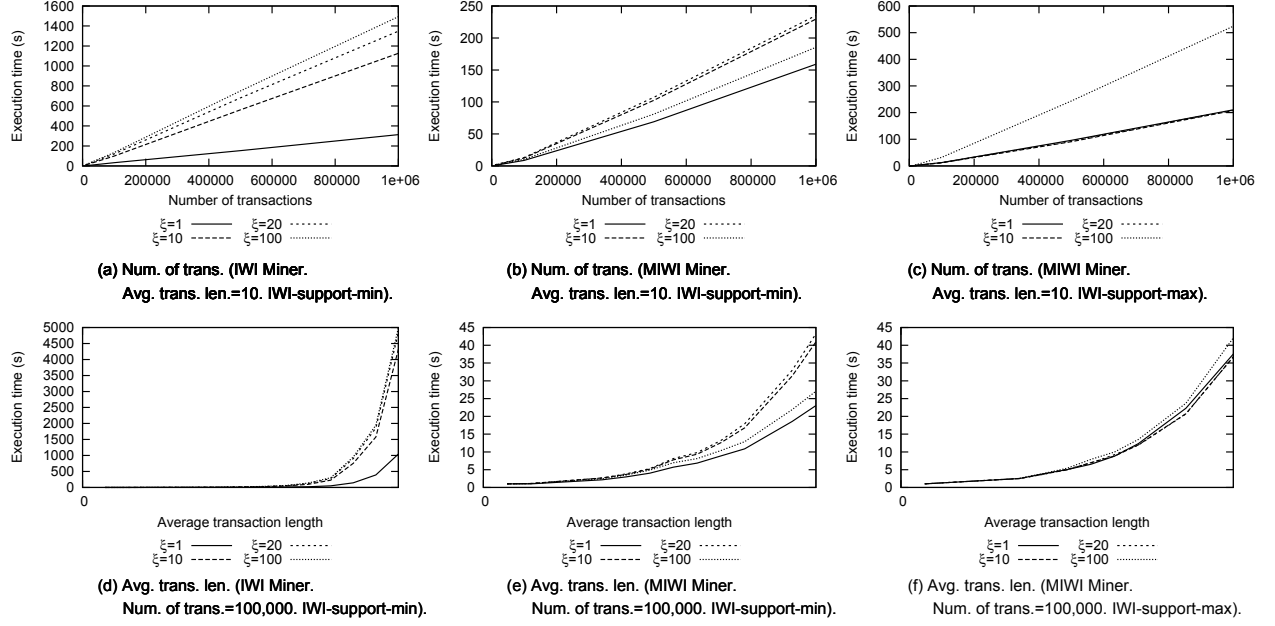 1600
1400
1200
1000
800
600
400
200
0
Execution time (s)
0 200000 400000 600000 800000 1e+06
Number of transactions
ξ=1 ξ=20
ξ=10 ξ=100
(a) Num. of trans. (IWI Miner.
Avg. trans. len.=10. IWI-support-min).
250
200
150
100
50
0
Execution time (s)
0 200000 400000 600000 800000 1e+06
Number of transactions
ξ=1 ξ=20
ξ=10 ξ=100
(b) Num. of trans. (MIWI Miner.
Avg. trans. len.=10. IWI-support-min).
600
500
400
300
200
100
0
Execution time (s)
0 200000 400000 600000 800000 1e+06
Number of transactions
ξ=1 ξ=20
ξ=10 ξ=100
(c) Num. of trans. (MIWI Miner.
Avg. trans. len.=10. IWI-support-max).
5000
4500
4000
3500
3000
2500
2000
1500
1000
500
0
Execution time (s)
0
Average transaction length
ξ=1 ξ=20
ξ=10 ξ=100
(d) Avg. trans. len. (IWI Miner.
Num. of trans.=100,000. IWI-support-min).
45
40
35
30
25
20
15
10
5
0
Execution time (s)
0
Average transaction length
ξ=1 ξ=20
ξ=10 ξ=100
(e) Avg. trans. len. (MIWI Miner.
Num. of trans.=100,000. IWI-support-min).
45
40
35
30
25
20
15
10
5
0
Execution time (s)
0
Average transaction length
ξ=1 ξ=20
ξ=10 ξ=100
(f) Avg. trans. len. (MIWI Miner.
Num. of trans.=100,000. IWI-support-max).